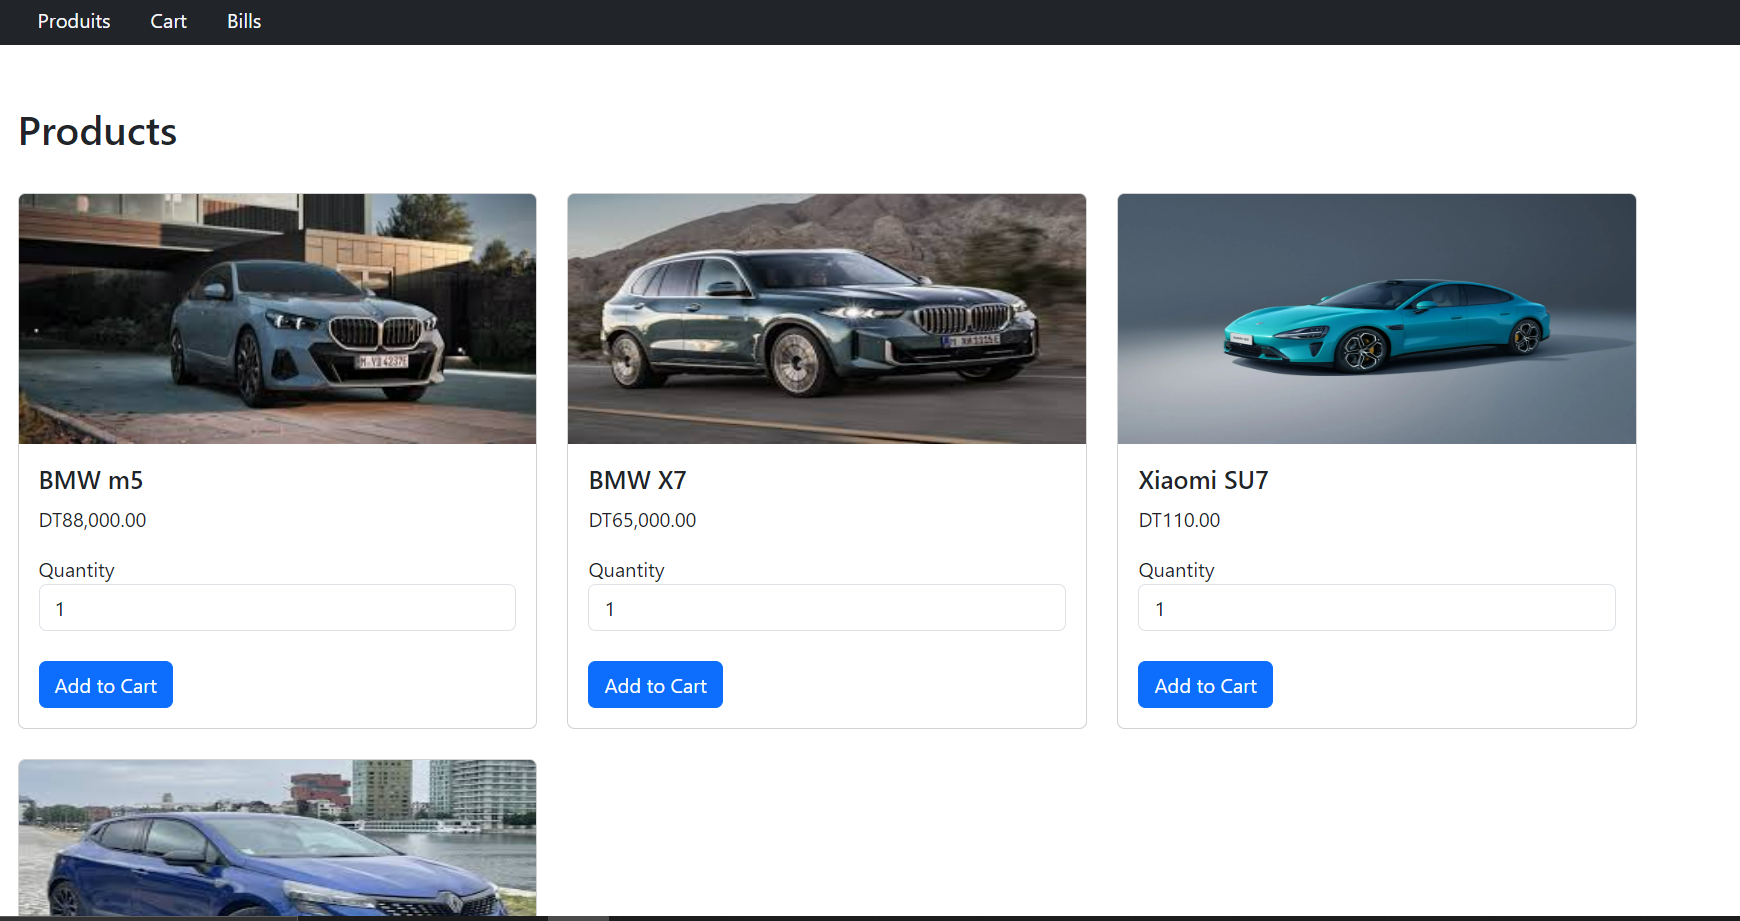 Produits Cart Bills
Products
BMW m5
DT88,000.00
Quantity
1
Add to Cart
BMW X7
DT65,000.00
Quantity
1
Add to Cart
Xiaomi SU7
DT110.00
Quantity
1
Add to Cart